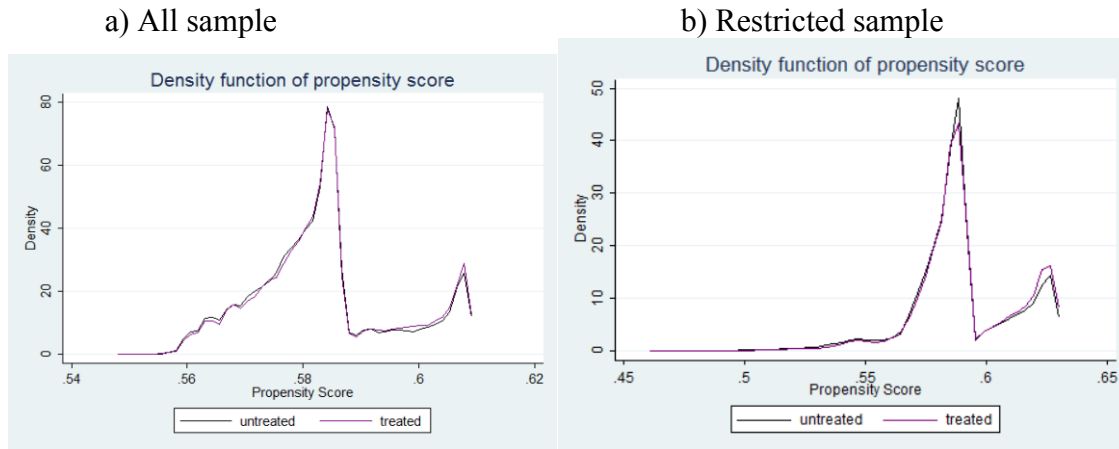 a) All sample
Density function of propensity score
80
60
40
20
0
Density
.54 .56 .58 .6 .62
Propensity Score
untreated treated
b) Restricted sample
Density function of propensity score
50
40
30
20
10
0
Density
.45 .5 .55 .6 .65
Propensity Score
untreated treated